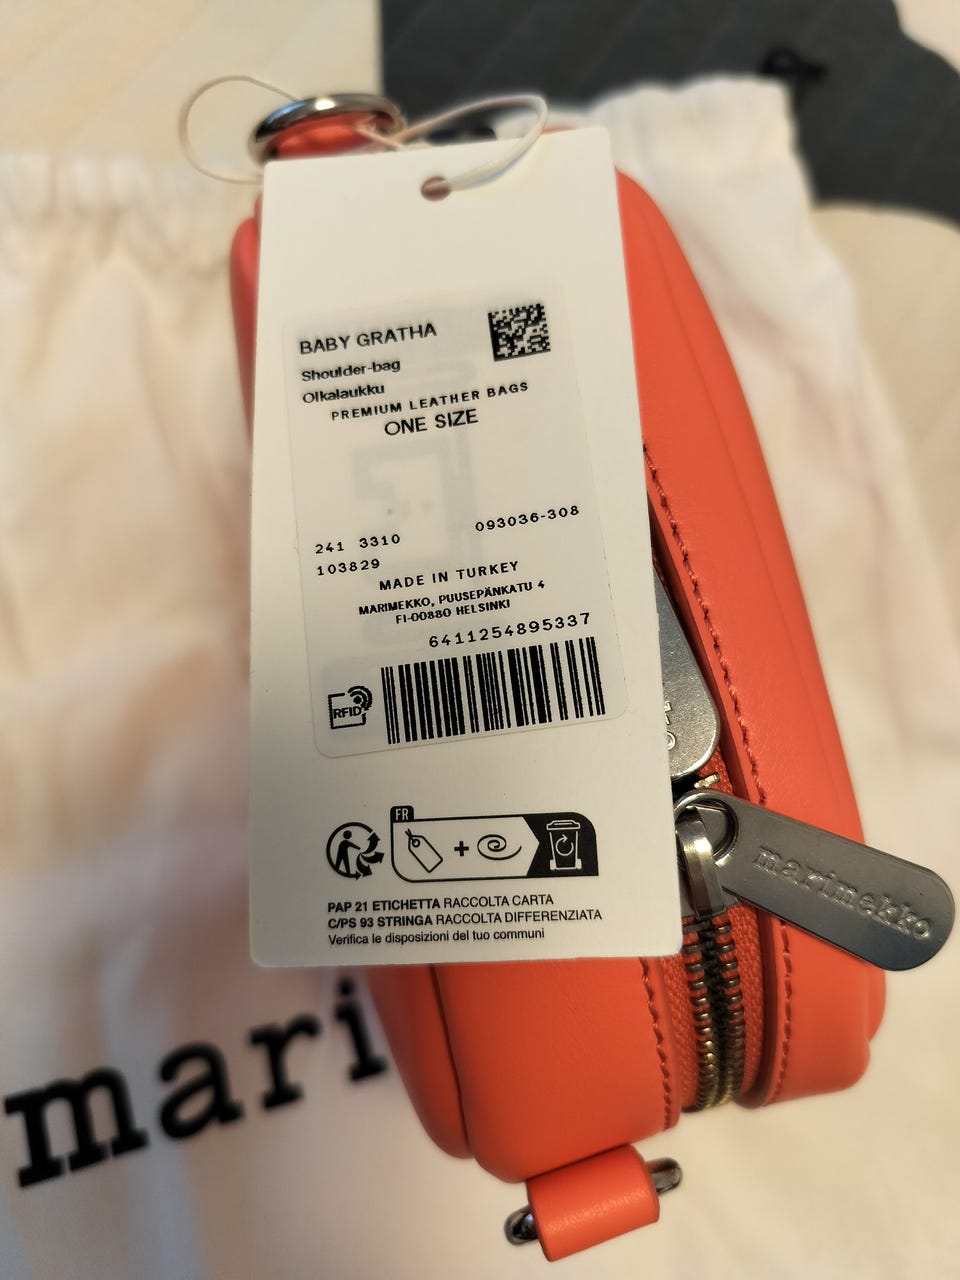 BABY GRATHA
Shoulder-bag
Olkalaukku
PREMIUM LEATHER BAGS
ONE SIZE
241 3310
093036-308
103829
MADE IN TURKEY
MARIMEKKO, PUUSEPÄNKATU 4
FI-00880 HELSINKI
6411254895337
RFID
FR
PAP 21 ETICHETTA RACCOLTA CARTA
C/PS 93 STRINGA RACCOLTA DIFFERENZIATA
Verifica le disposizioni del tuo communi
marimekko
mari